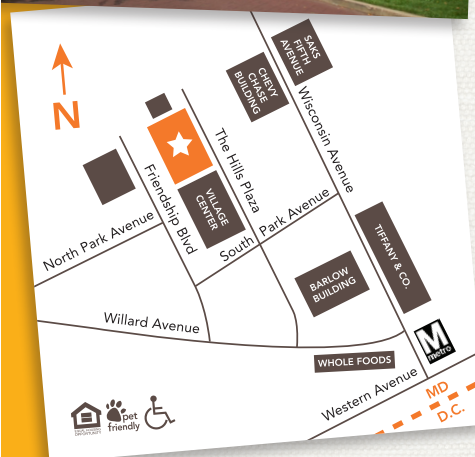 SAKS
FIFTH
AVENUE
CHEVY
CHASE
BUILDING
N
Wisconsin Avenue
The Hills Plaza
Friendship Blvd
VILLAGE
CENTER
North Park Avenue
South Park Avenue
TIFFANY & CO.
BARLOW
BUILDING
Willard Avenue
M
metro
WHOLE FOODS
Western Avenue
MD
D.C.
pet
friendly